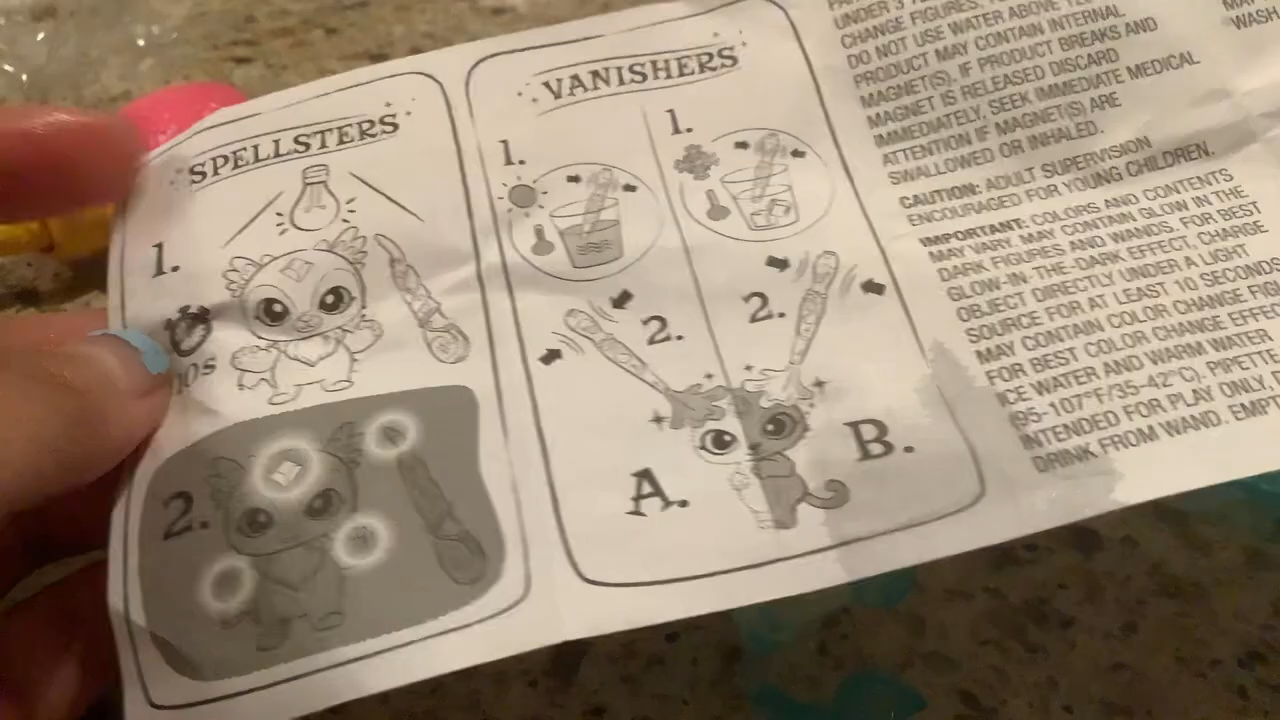 SPELLSTERS
1.
10s
2.
VANISHERS
1.
2.
A.
1.
2.
B.
UNDER 3
CHANGE FIGURES.
DO NOT USE WATER ABOVE
PRODUCT MAY CONTAIN INTERNAL
MAGNET(S). IF PRODUCT BREAKS AND
MAGNET IS RELEASED DISCARD
IMMEDIATELY, SEEK IMMEDIATE MEDICAL
ATTENTION IF MAGNET(S) ARE
SWALLOWED OR INHALED.
CAUTION: ADULT SUPERVISION
ENCOURAGED FOR YOUNG CHILDREN.
IMPORTANT: COLORS AND CONTENTS
MAY VARY. MAY CONTAIN GLOW IN THE
DARK FIGURES AND WANDS. FOR BEST
GLOW-IN-THE-DARK EFFECT, CHARGE
OBJECT DIRECTLY UNDER A LIGHT
SOURCE FOR AT LEAST 10 SECONDS
MAY CONTAIN COLOR CHANGE
FOR BEST COLOR CHANGE
ICE WATER AND WARM WATER
(95-107°F/35-42°C). PIPETTE
INTENDED FOR PLAY ONLY,
DRINK FROM WAND.
WASH